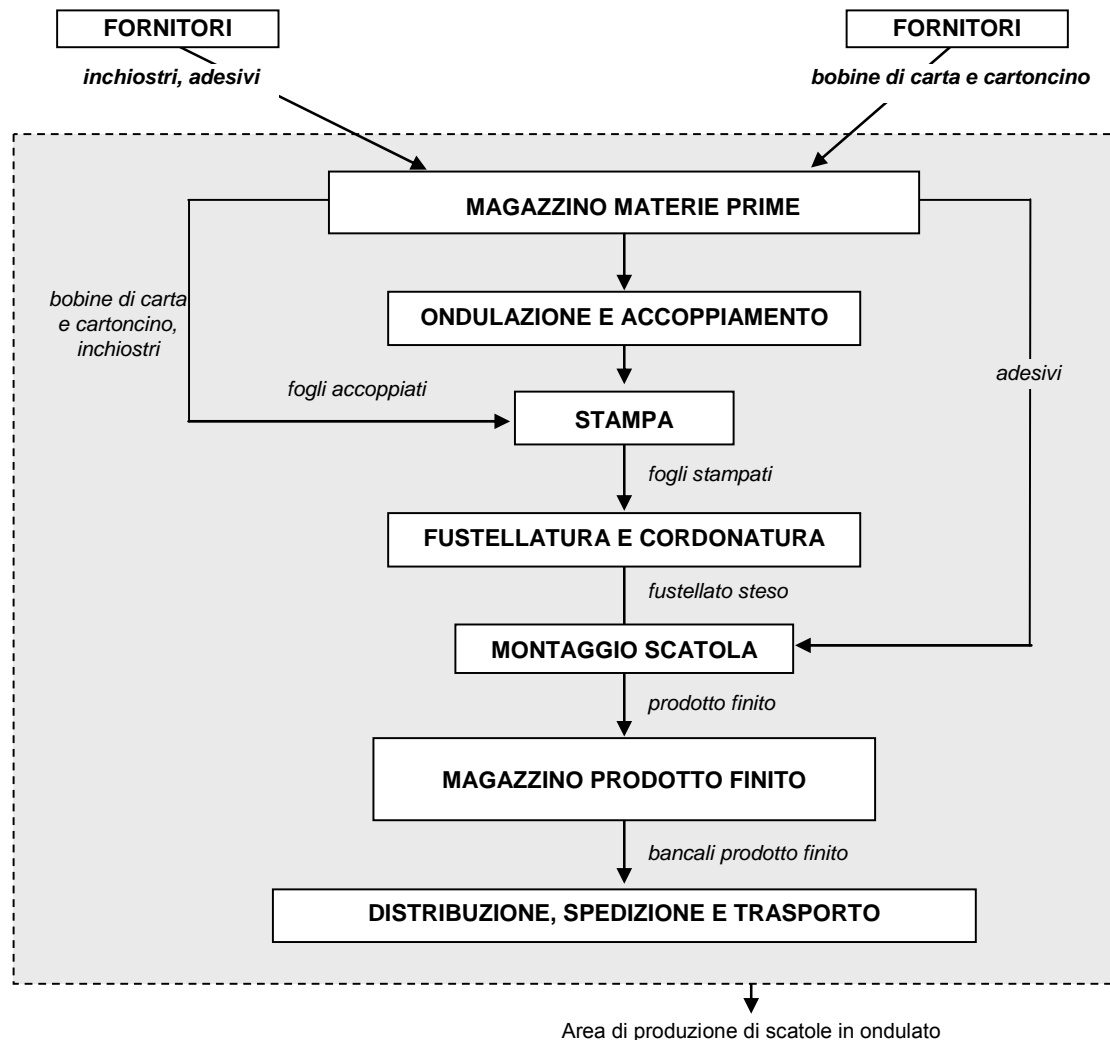 FORNITORI
FORNITORI
inchiostri, adesivi
bobine di carta e cartoncino
MAGAZZINO MATERIE PRIME
bobine di carta
e cartoncino,
inchiostri
ONDULAZIONE E ACCOPPIAMENTO
adesivi
fogli accoppiati
STAMPA
fogli stampati
FUSTELLATURA E CORDONATURA
fustellato steso
MONTAGGIO SCATOLA
prodotto finito
MAGAZZINO PRODOTTO FINITO
bancali prodotto finito
DISTRIBUZIONE, SPEDIZIONE E TRASPORTO
Area di produzione di scatole in ondulato